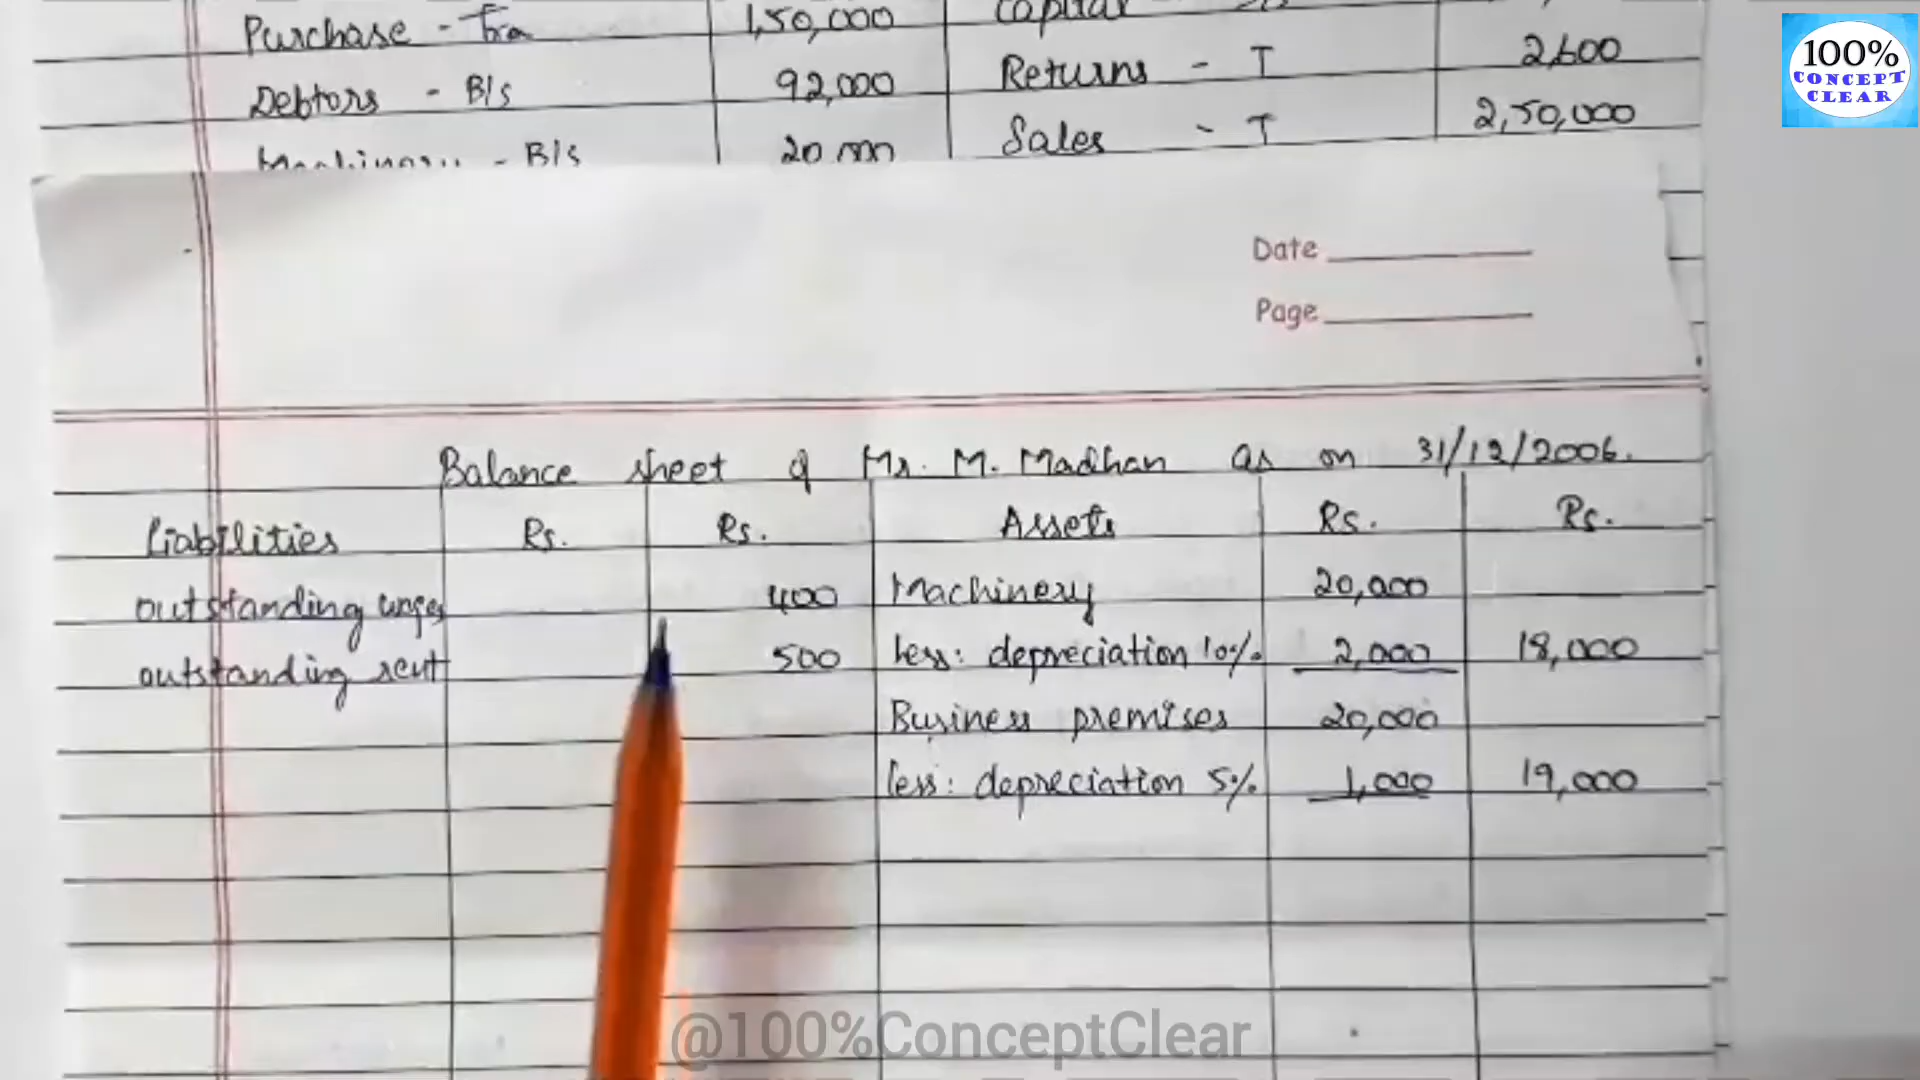 Purchase - Tra 1,50,000 Capital
Debtors - B/s 92,000 Returns - T 2,600
Machinery - B/s 20,000 Sales - T 2,50,000
100%
CONCEPT
CLEAR
Date
Page
Balance sheet of Mr. M. Madhan as on 31/12/2006.
Liabilities Rs. Rs. Assets Rs. Rs.
outstanding wages 400 Machinery 20,000
outstanding rent 500 less: depreciation 10% 2,000 18,000
Business premises 20,000
less: depreciation 5% 1,000 19,000
@100%ConceptClear